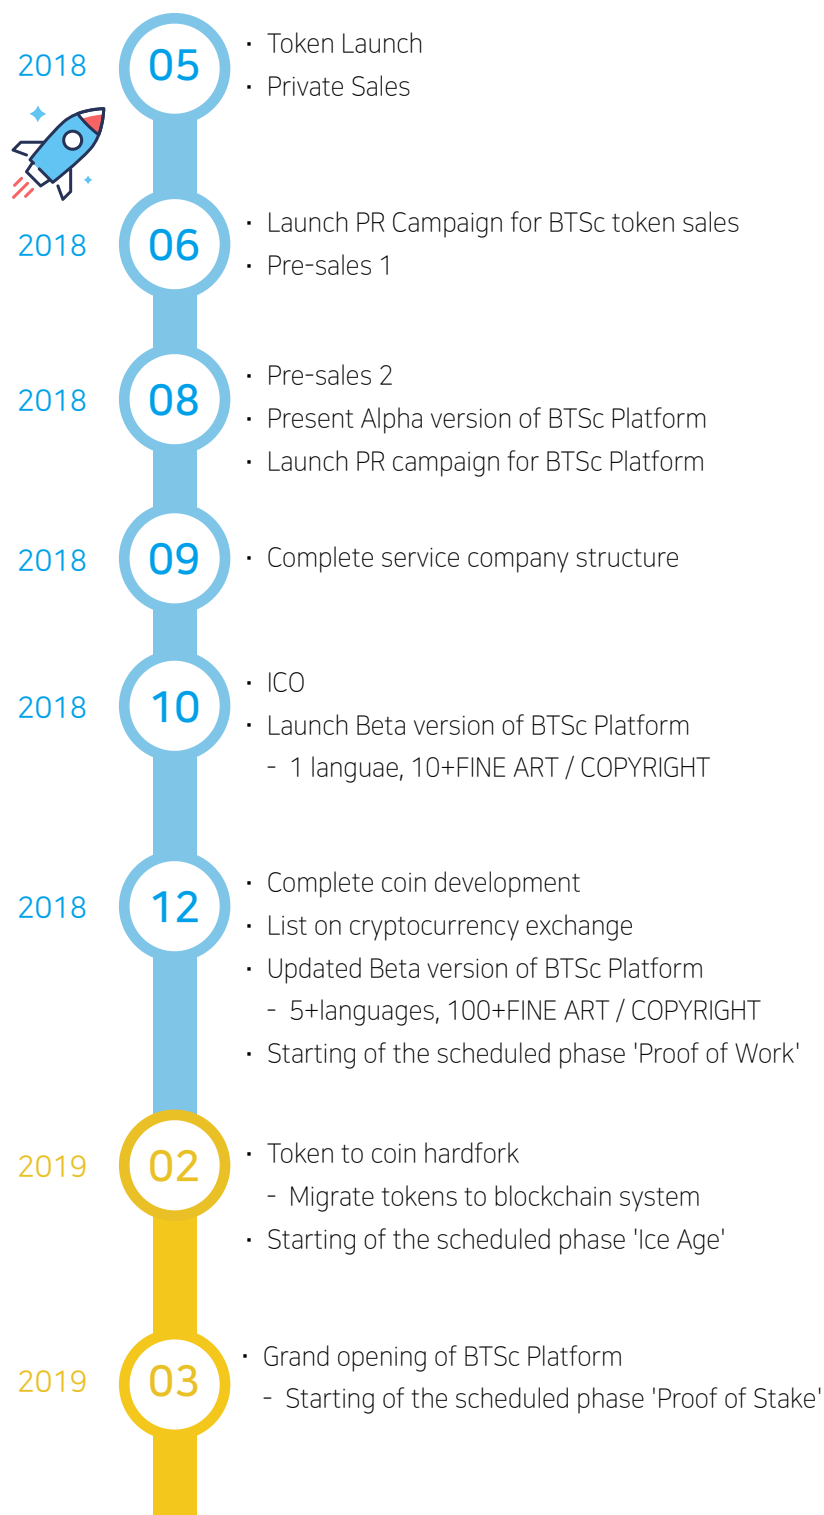 2018
05
· Token Launch
· Private Sales
2018
06
· Launch PR Campaign for BTSc token sales
· Pre-sales 1
2018
08
· Pre-sales 2
· Present Alpha version of BTSc Platform
· Launch PR campaign for BTSc Platform
2018
09
· Complete service company structure
2018
10
· ICO
· Launch Beta version of BTSc Platform
- 1 languae, 10+FINE ART / COPYRIGHT
2018
12
· Complete coin development
· List on cryptocurrency exchange
· Updated Beta version of BTSc Platform
- 5+languages, 100+FINE ART / COPYRIGHT
· Starting of the scheduled phase 'Proof of Work'
2019
02
· Token to coin hardfork
- Migrate tokens to blockchain system
· Starting of the scheduled phase 'Ice Age'
2019
03
· Grand opening of BTSc Platform
- Starting of the scheduled phase 'Proof of Stake'